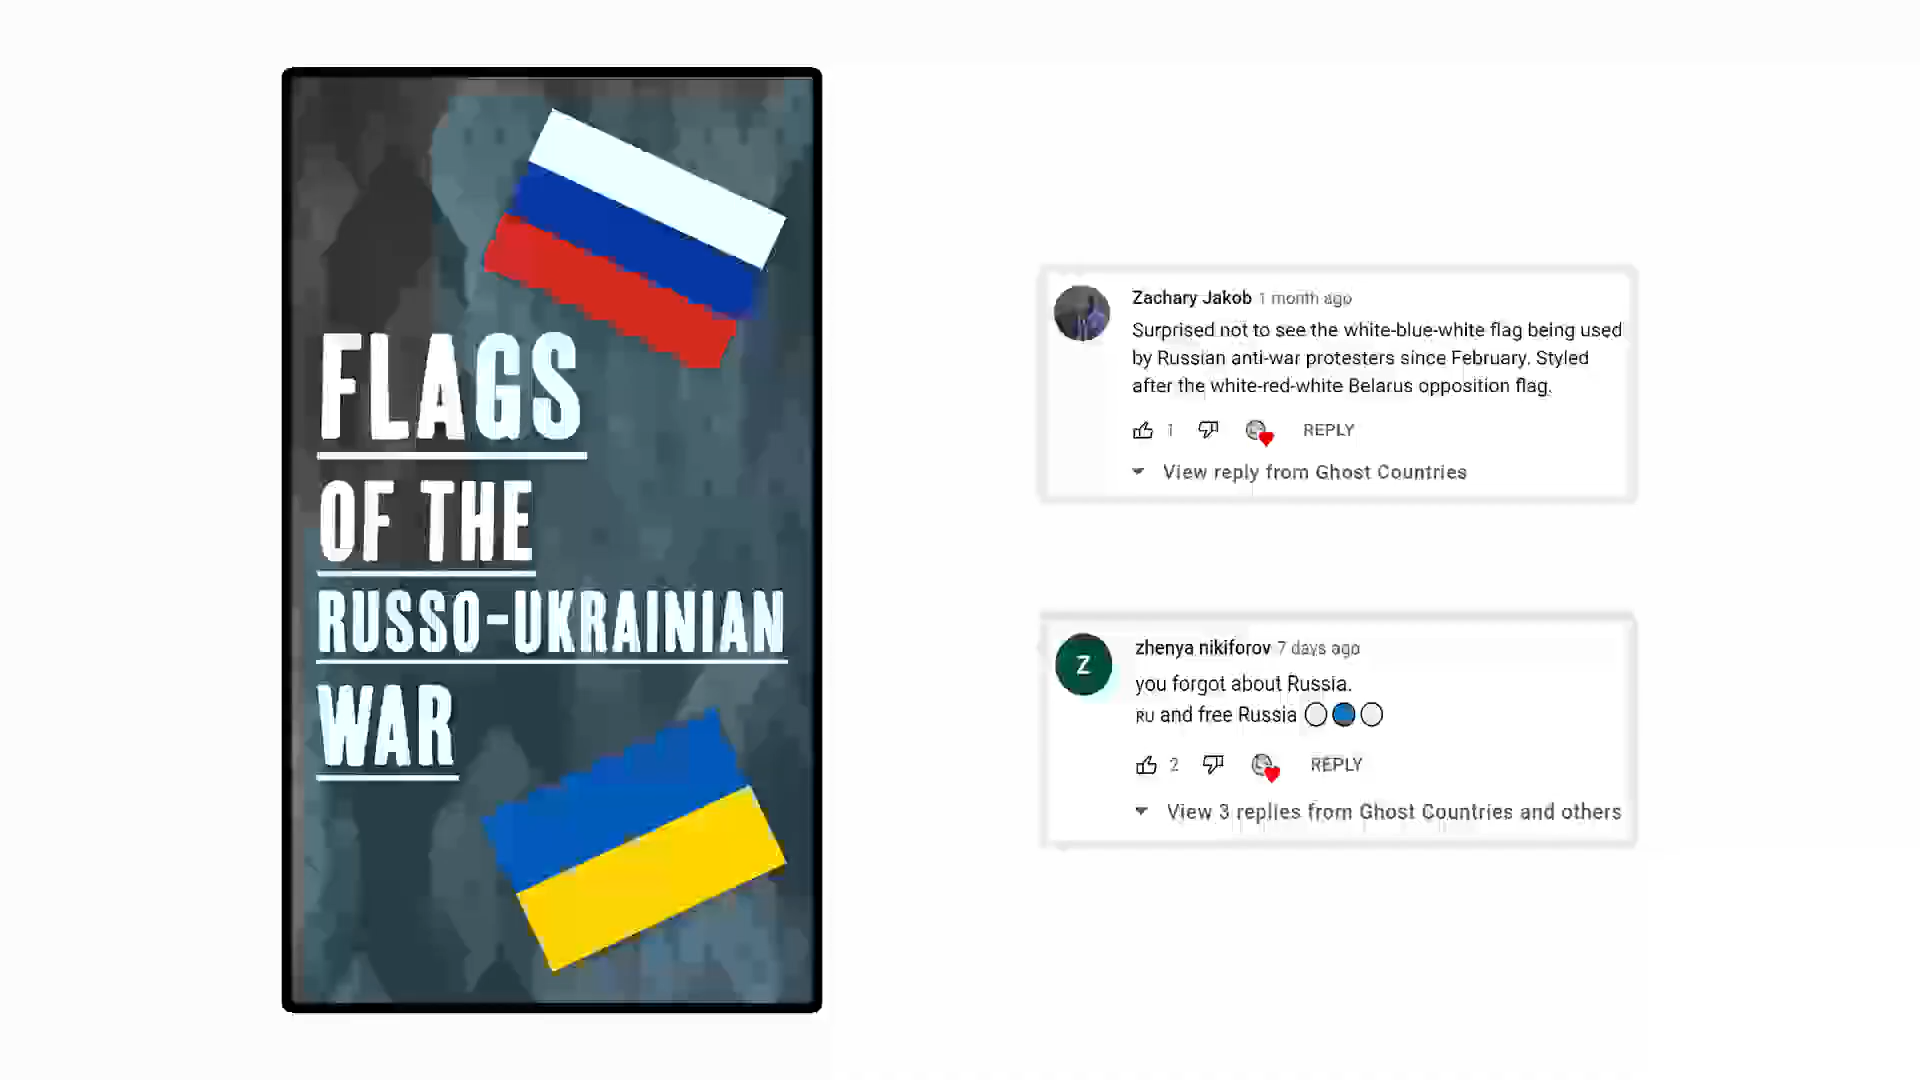 FLAGS
OF THE
RUSSO-UKRAINIAN
WAR
Zachary Jakob 1 month ago
Surprised not to see the white-blue-white flag being used
by Russian anti-war protesters since February. Styled
after the white-red-white Belarus opposition flag.
1 REPLY
View reply from Ghost Countries
Z
zhenya nikiforov 7 days ago
you forgot about Russia.
RU and free Russia
2 REPLY
View 3 replies from Ghost Countries and others